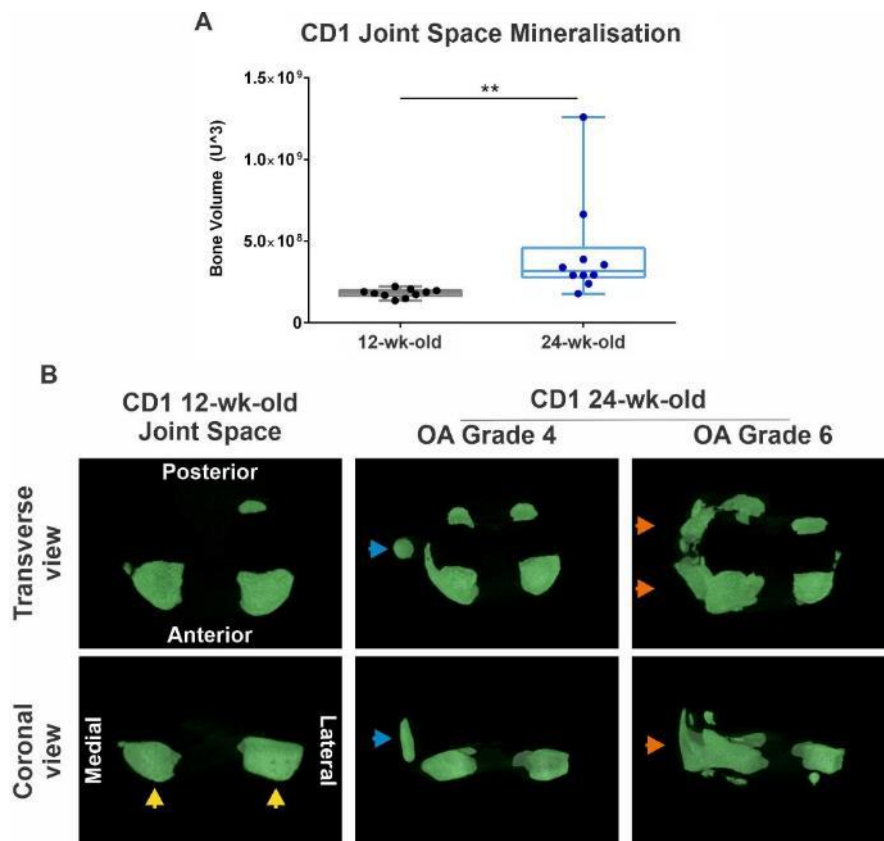 A
CD1 Joint Space Mineralisation
Bone Volume (U^3)
1.5×10^9
1.0×10^9
5.0×10^8
0
**
12-wk-old
24-wk-old
B
CD1 12-wk-old
Joint Space
CD1 24-wk-old
OA Grade 4
OA Grade 6
Transverse
view
Posterior
Anterior
Coronal
view
Medial
Lateral